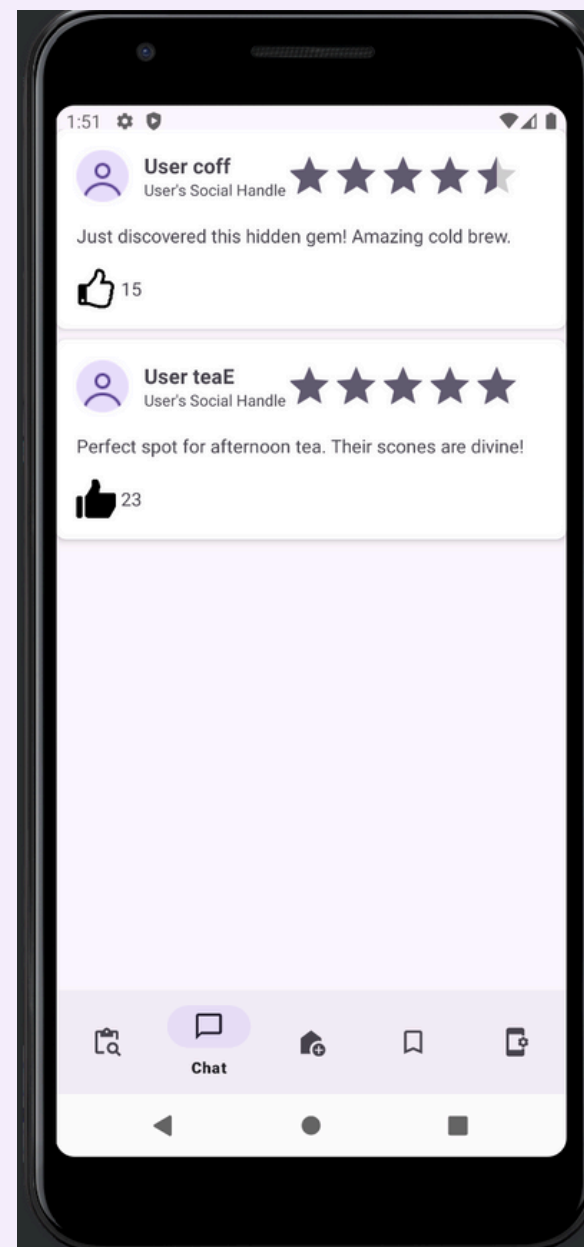 1:51
User coff
User's Social Handle
Just discovered this hidden gem! Amazing cold brew.
15
User teaE
User's Social Handle
Perfect spot for afternoon tea. Their scones are divine!
23
Chat